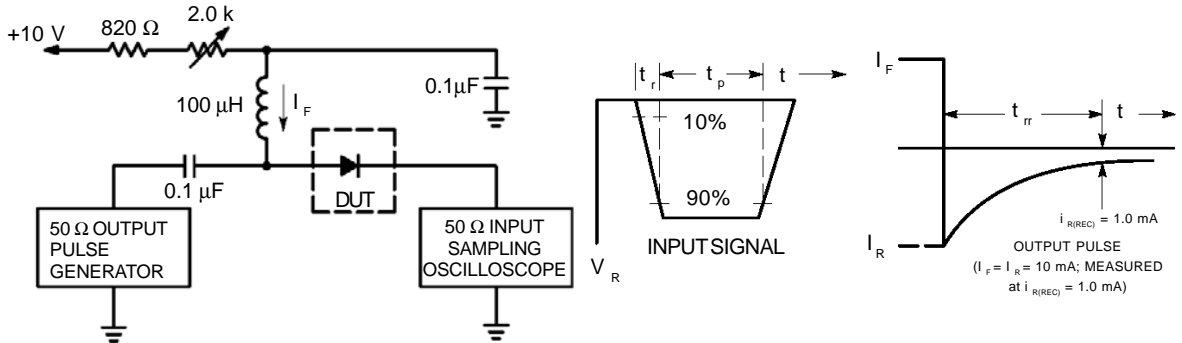 +10 V
820 Ω
2.0 k
100 μH
I F
0.1μF
0.1 μF
DUT
50 Ω OUTPUT
PULSE
GENERATOR
50 Ω INPUT
SAMPLING
OSCILLOSCOPE
t r
t p
t
10%
90%
V R
INPUT SIGNAL
I F
t rr
t
I R
i R(REC) = 1.0 mA
OUTPUT PULSE
(I F = I R = 10 mA; MEASURED
at i R(REC) = 1.0 mA)